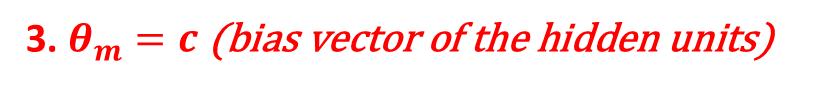 3. θₘ = c (bias vector of the hidden units)